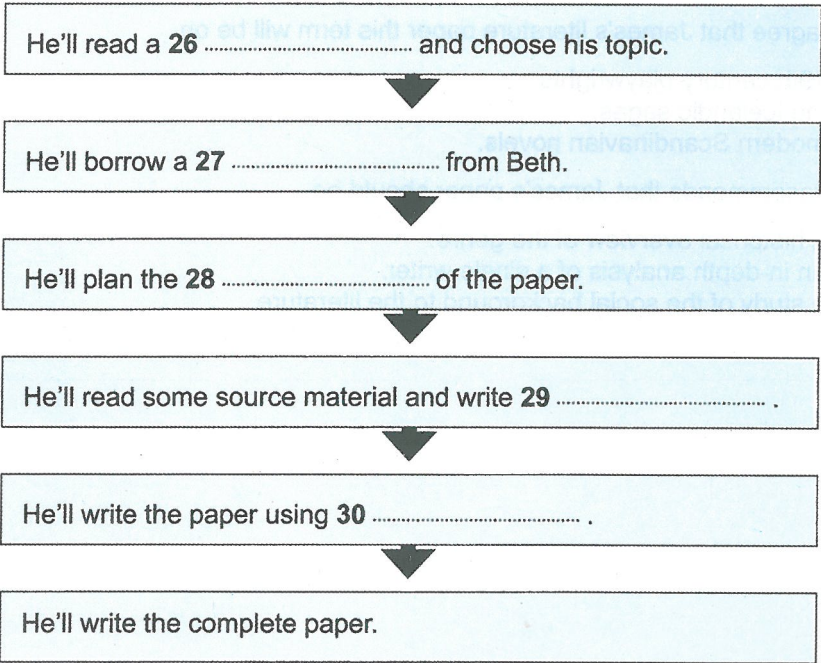 He'll read a 26 .................................. and choose his topic.
He'll borrow a 27 .................................. from Beth.
He'll plan the 28 .................................. of the paper.
He'll read some source material and write 29 .................................. .
He'll write the paper using 30 .................................. .
He'll write the complete paper.